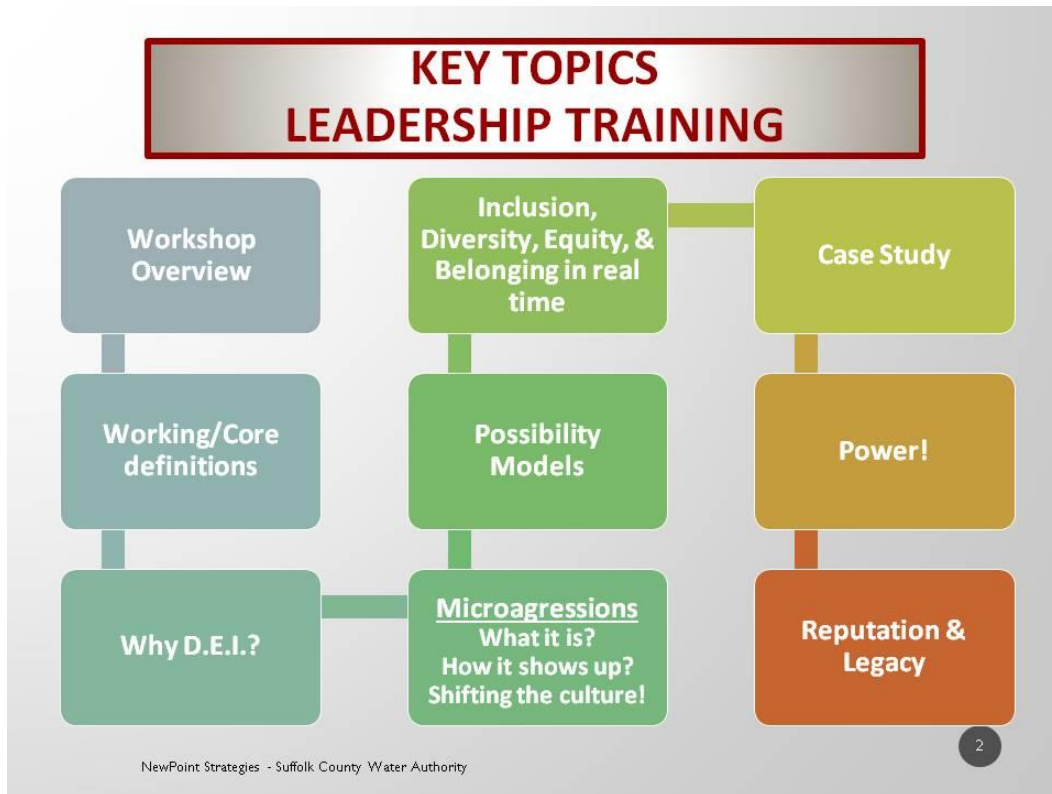 KEY TOPICS
LEADERSHIP TRAINING
Workshop
Overview
Working/Core
definitions
Why D.E.I.?
Microagressions
What it is?
How it shows up?
Shifting the culture!
Possibility
Models
Inclusion,
Diversity, Equity, &
Belonging in real
time
Case Study
Power!
Reputation &
Legacy
2
NewPoint Strategies - Suffolk County Water Authority